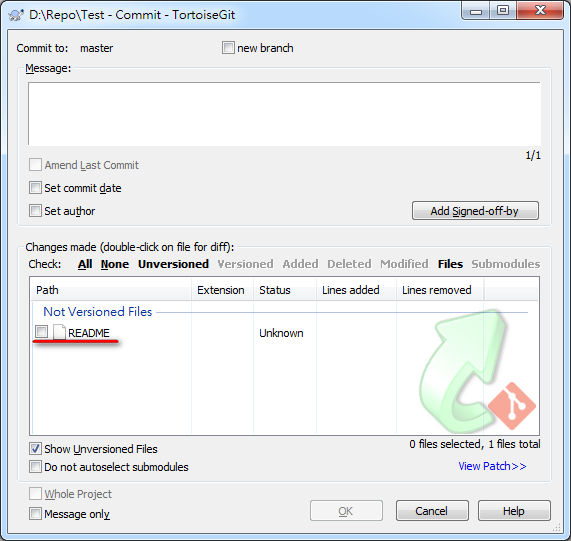 D:\Repo\Test - Commit - TortoiseGit
Commit to: master new branch
Message:
1/1
Amend Last Commit
Set commit date
Set author Add Signed-off-by
Changes made (double-click on file for diff):
Check: All None Unversioned Versioned Added Deleted Modified Files Submodules
Path Extension Status Lines added Lines removed
Not Versioned Files
README Unknown
Show Unversioned Files 0 files selected, 1 files total
Do not autoselect submodules View Patch>>
Whole Project
Message only OK Cancel Help